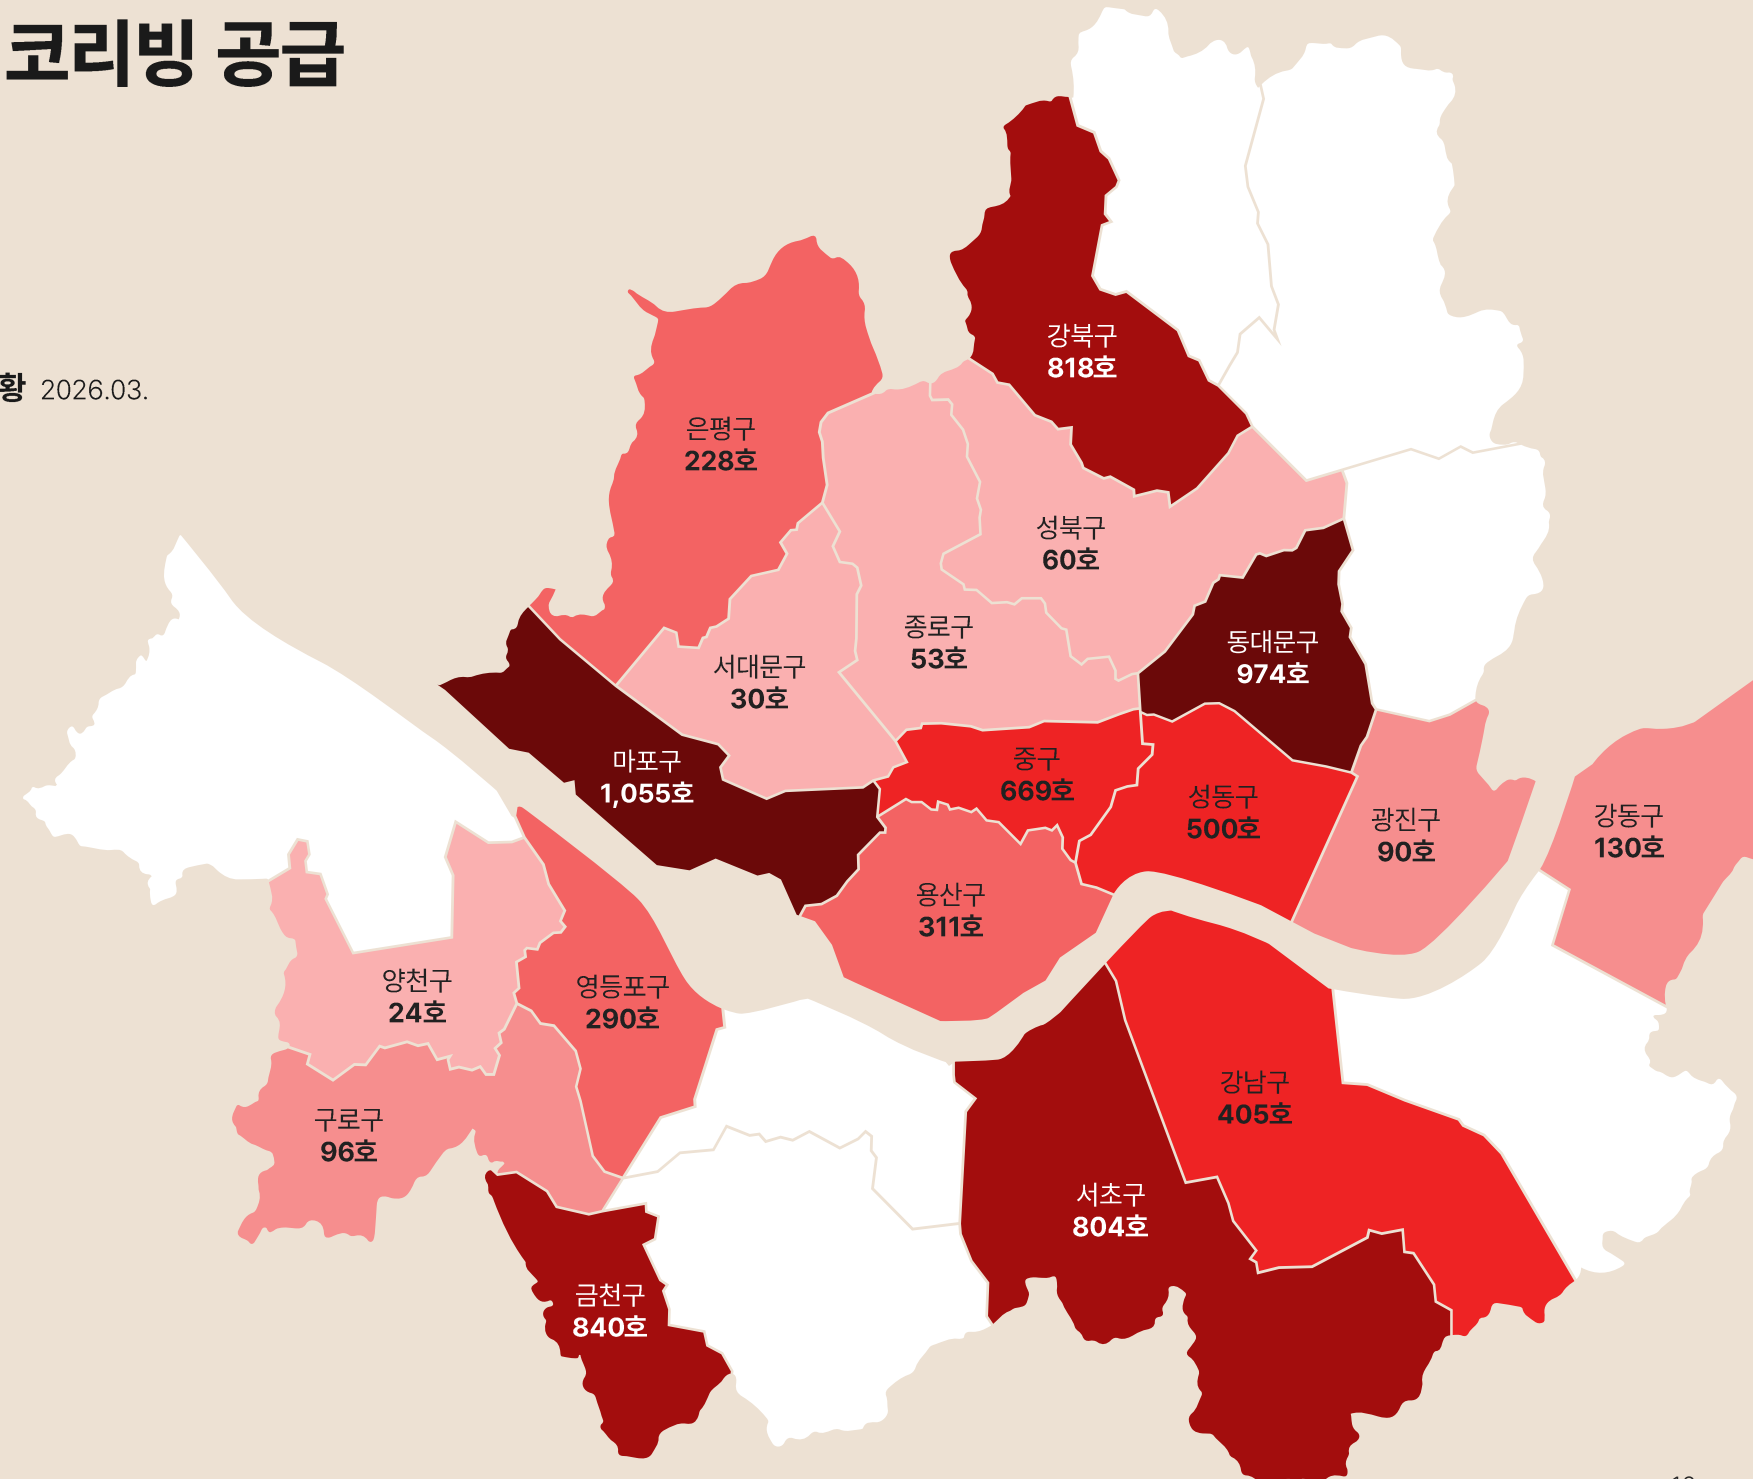 코리빙 공급
황 2026.03.
강북구
818호
은평구
228호
성북구
60호
종로구
53호
동대문구
974호
서대문구
30호
마포구
1,055호
중구
669호
성동구
500호
광진구
90호
강동구
130호
용산구
311호
양천구
24호
영등포구
290호
강남구
405호
구로구
96호
서초구
804호
금천구
840호